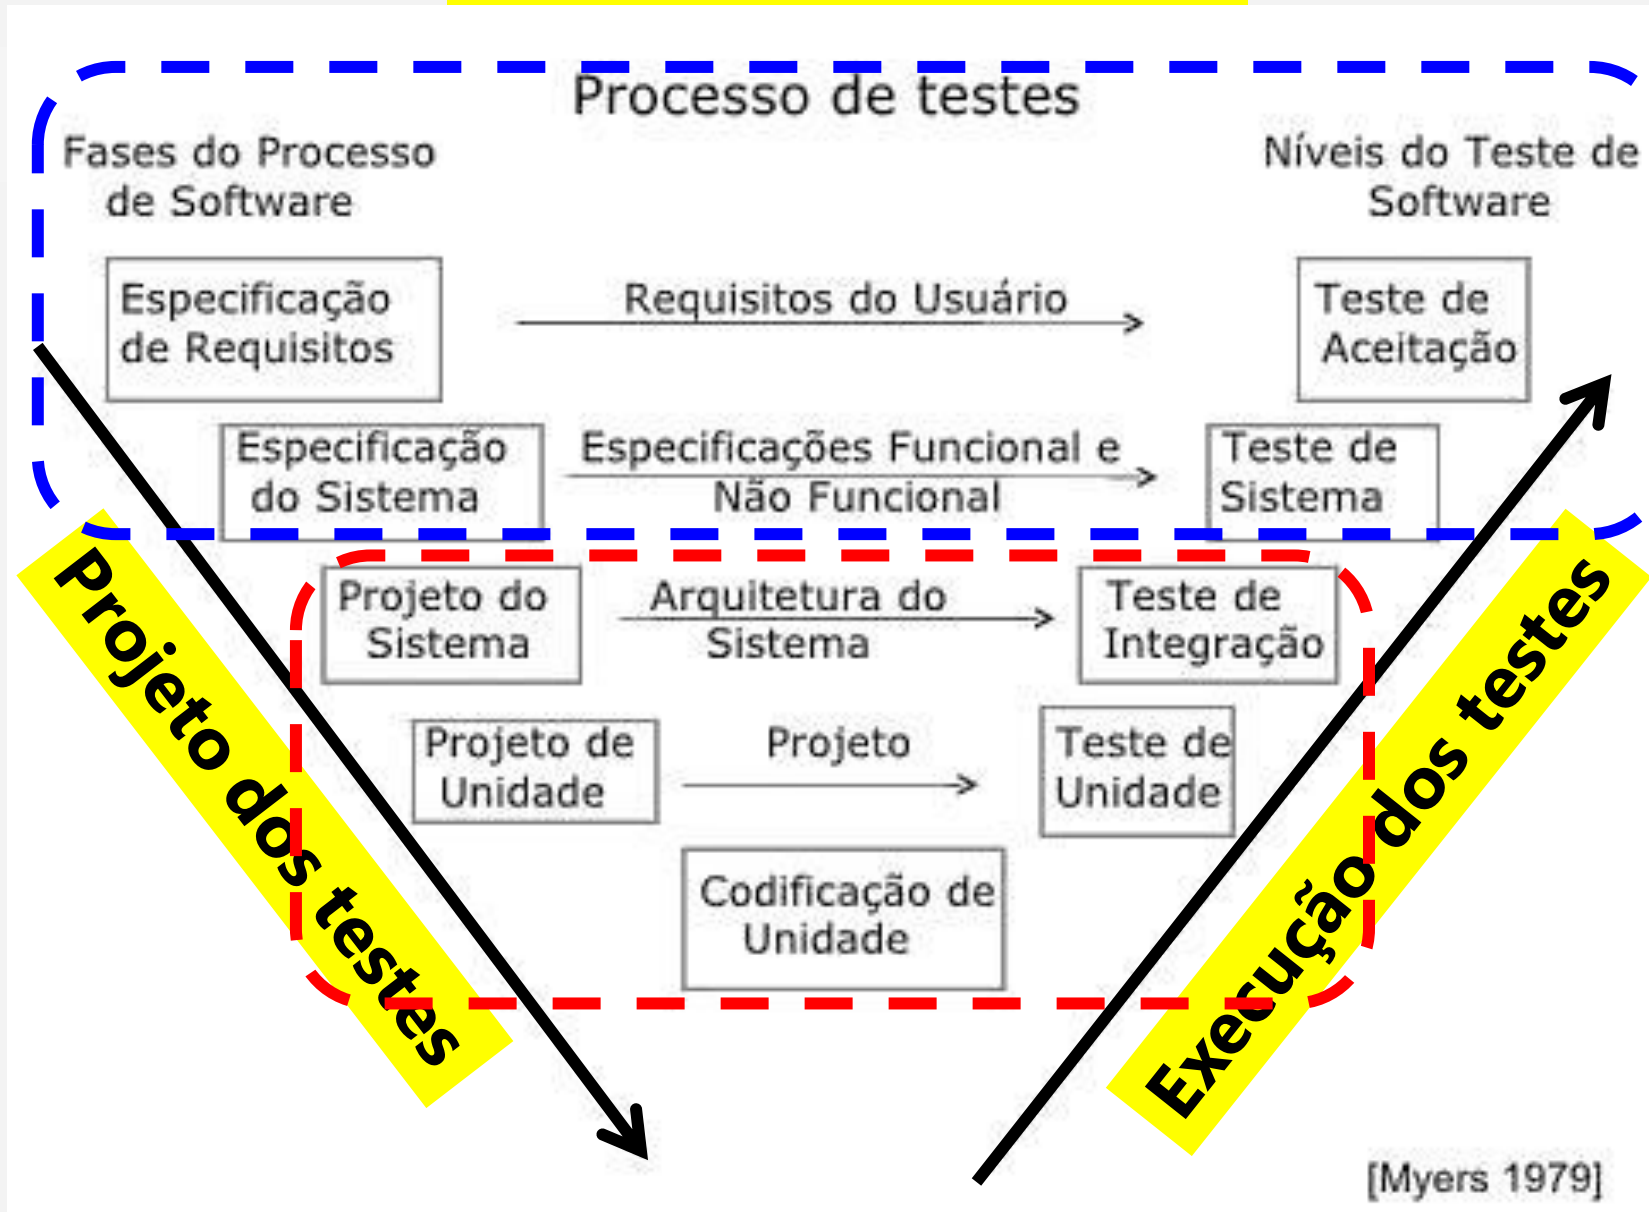 Processo de testes
Fases do Processo
de Software
Níveis do Teste de
Software
Especificação
de Requisitos
Requisitos do Usuário
Teste de
Aceitação
Especificação
do Sistema
Especificações Funcional e
Não Funcional
Teste de
Sistema
Projeto do
Sistema
Arquitetura do
Sistema
Teste de
Integração
Projeto de
Unidade
Projeto
Teste de
Unidade
Codificação de
Unidade
Projeto dos testes
Execução dos testes
[Myers 1979]